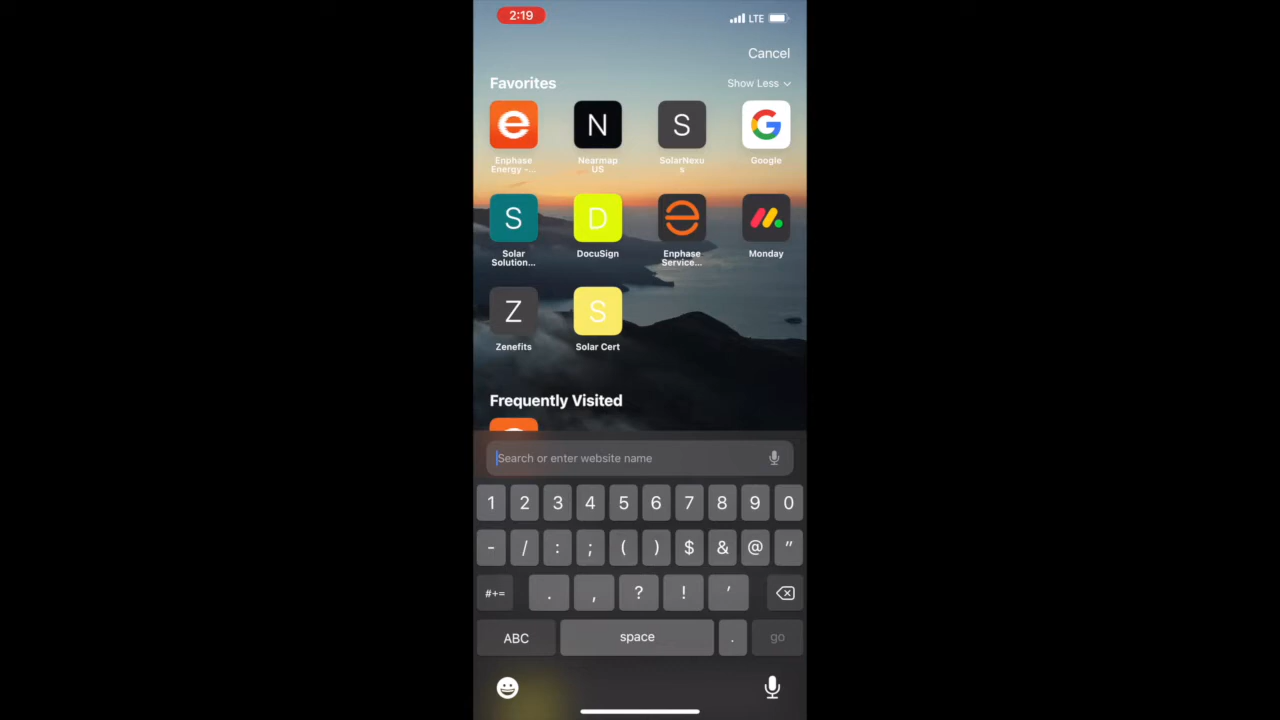 2:19
LTE
Cancel
Favorites
Show Less
e
N
S
G
Enphase
Energy -...
Nearmap
US
SolarNexu
s
Google
S
D
e
Solar
Solution...
DocuSign
Enphase
Service...
Monday
Z
S
Zenefits
Solar Cert
Frequently Visited
Search or enter website name
1 2 3 4 5 6 7 8 9 0
- / : ; ( ) $ & @ "
#+= . , ? ! '
ABC space . go